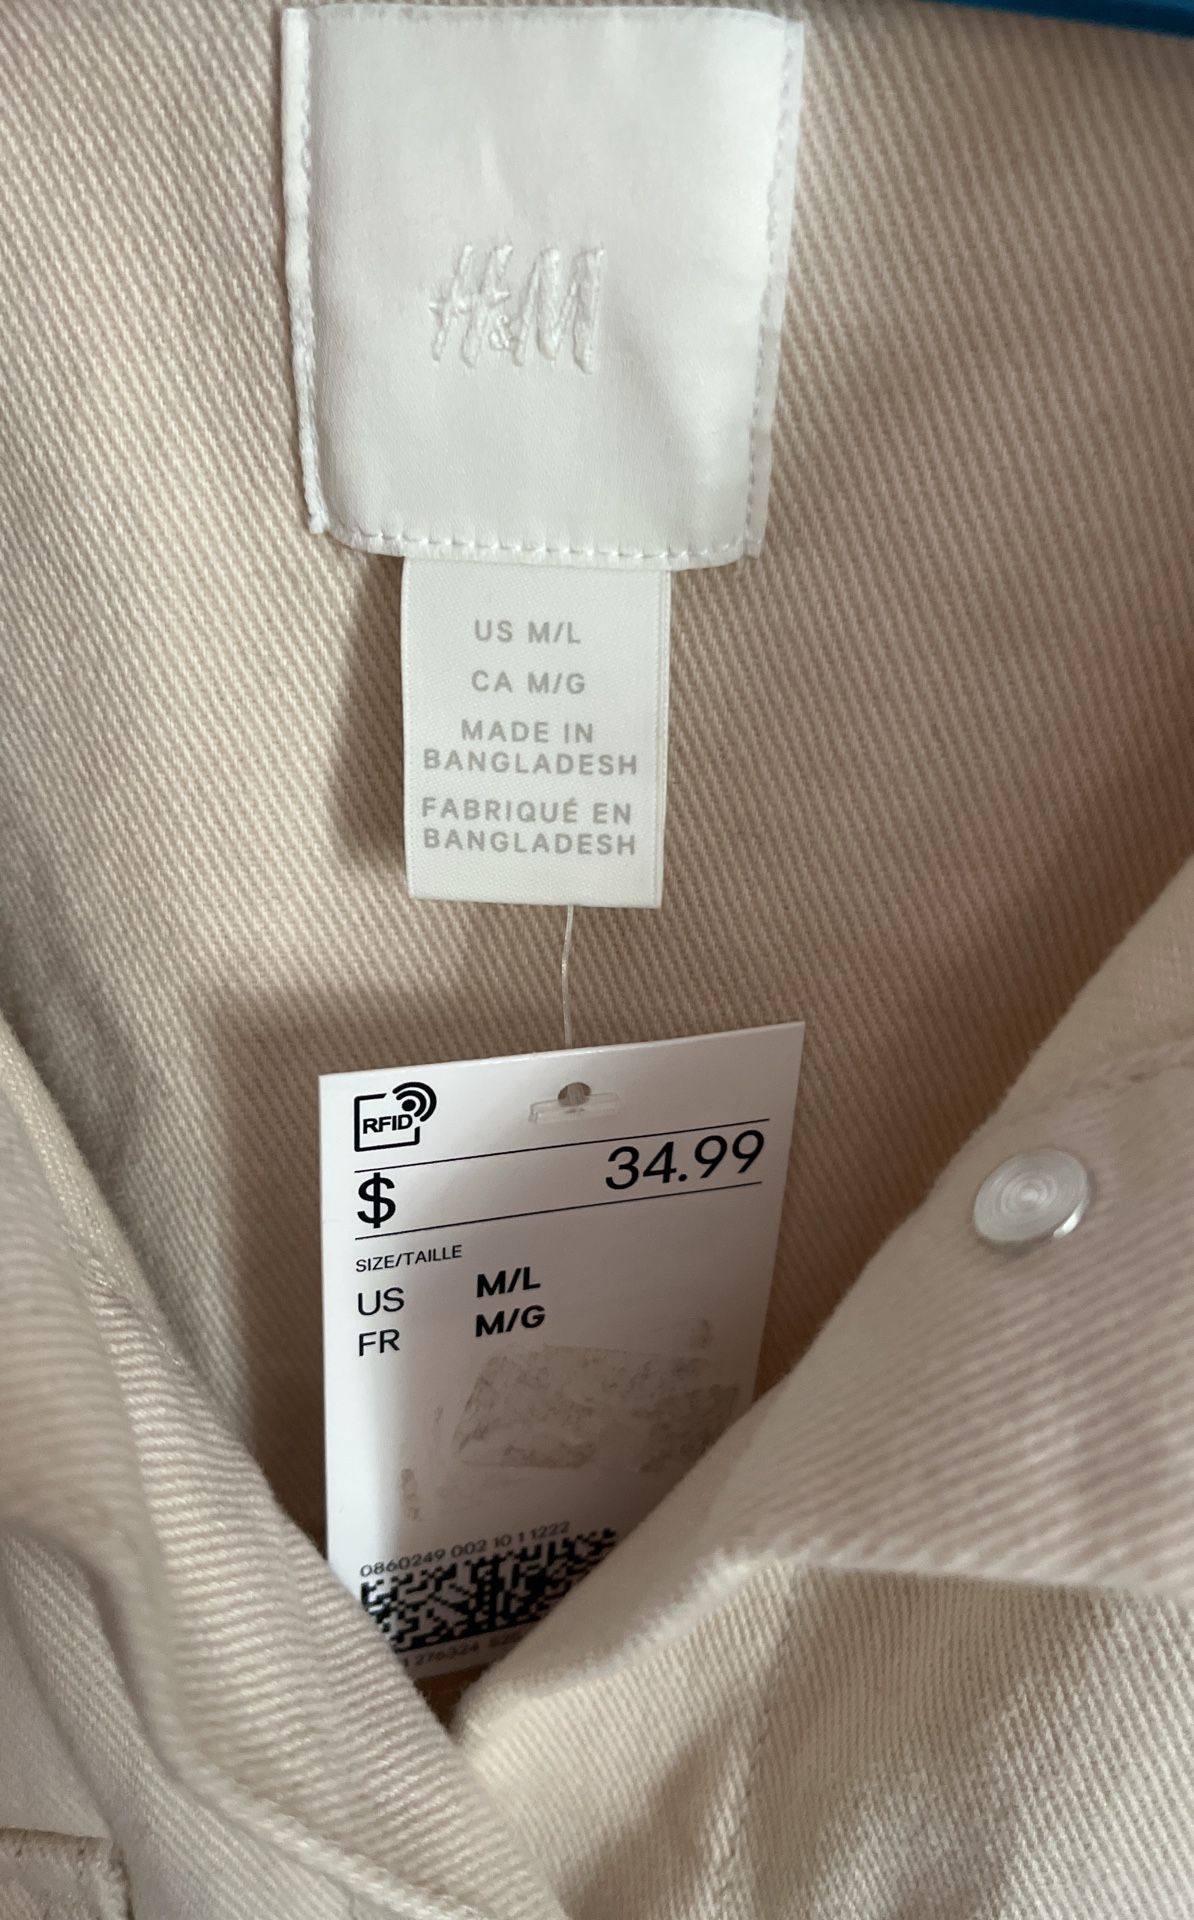 H&M
US M/L
CA M/G
MADE IN
BANGLADESH
FABRIQUÉ EN
BANGLADESH
RFID
$ 34.99
SIZE/TAILLE
US M/L
FR M/G
0860249 002 10 1 1222
276324